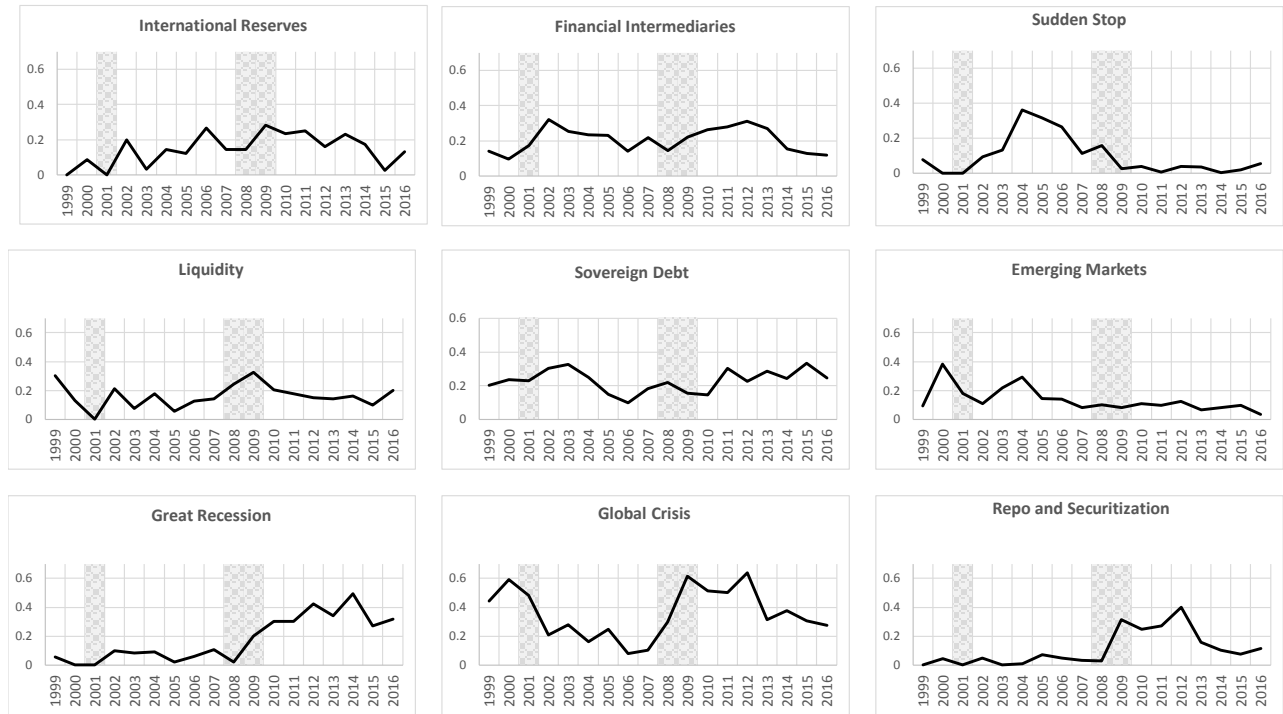 International Reserves
0.6
0.4
0.2
0
1999 2000 2001 2002 2003 2004 2005 2006 2007 2008 2009 2010 2011 2012 2013 2014 2015 2016
Financial Intermediaries
0.6
0.4
0.2
0
1999 2000 2001 2002 2003 2004 2005 2006 2007 2008 2009 2010 2011 2012 2013 2014 2015 2016
Sudden Stop
0.6
0.4
0.2
0
1999 2000 2001 2002 2003 2004 2005 2006 2007 2008 2009 2010 2011 2012 2013 2014 2015 2016
Liquidity
0.6
0.4
0.2
0
1999 2000 2001 2002 2003 2004 2005 2006 2007 2008 2009 2010 2011 2012 2013 2014 2015 2016
Sovereign Debt
0.6
0.4
0.2
0
1999 2000 2001 2002 2003 2004 2005 2006 2007 2008 2009 2010 2011 2012 2013 2014 2015 2016
Emerging Markets
0.6
0.4
0.2
0
1999 2000 2001 2002 2003 2004 2005 2006 2007 2008 2009 2010 2011 2012 2013 2014 2015 2016
Great Recession
0.6
0.4
0.2
0
1999 2000 2001 2002 2003 2004 2005 2006 2007 2008 2009 2010 2011 2012 2013 2014 2015 2016
Global Crisis
0.6
0.4
0.2
0
1999 2000 2001 2002 2003 2004 2005 2006 2007 2008 2009 2010 2011 2012 2013 2014 2015 2016
Repo and Securitization
0.6
0.4
0.2
0
1999 2000 2001 2002 2003 2004 2005 2006 2007 2008 2009 2010 2011 2012 2013 2014 2015 2016